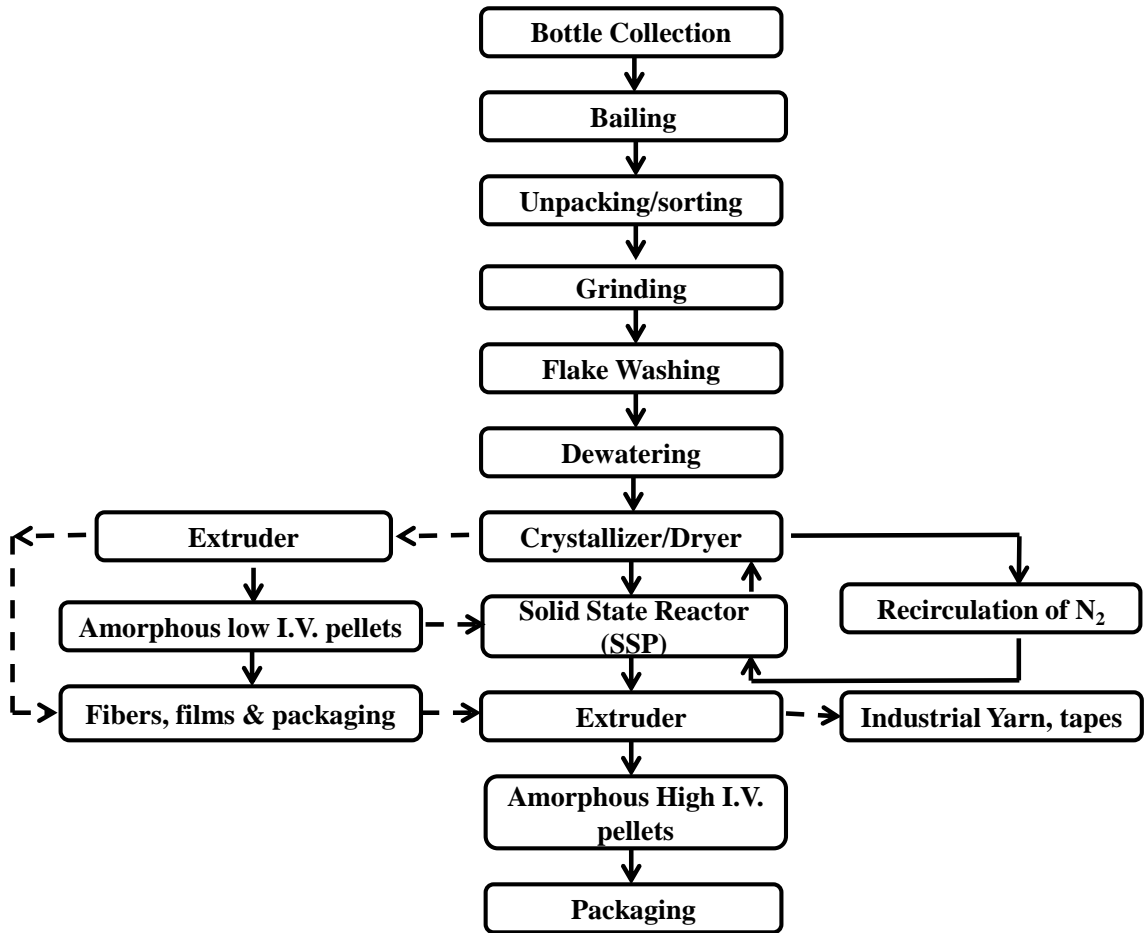 Bottle Collection
Bailing
Unpacking/sorting
Grinding
Flake Washing
Dewatering
Extruder
Crystallizer/Dryer
Amorphous low I.V. pellets
Solid State Reactor
(SSP)
Recirculation of N₂
Fibers, films & packaging
Extruder
Industrial Yarn, tapes
Amorphous High I.V.
pellets
Packaging